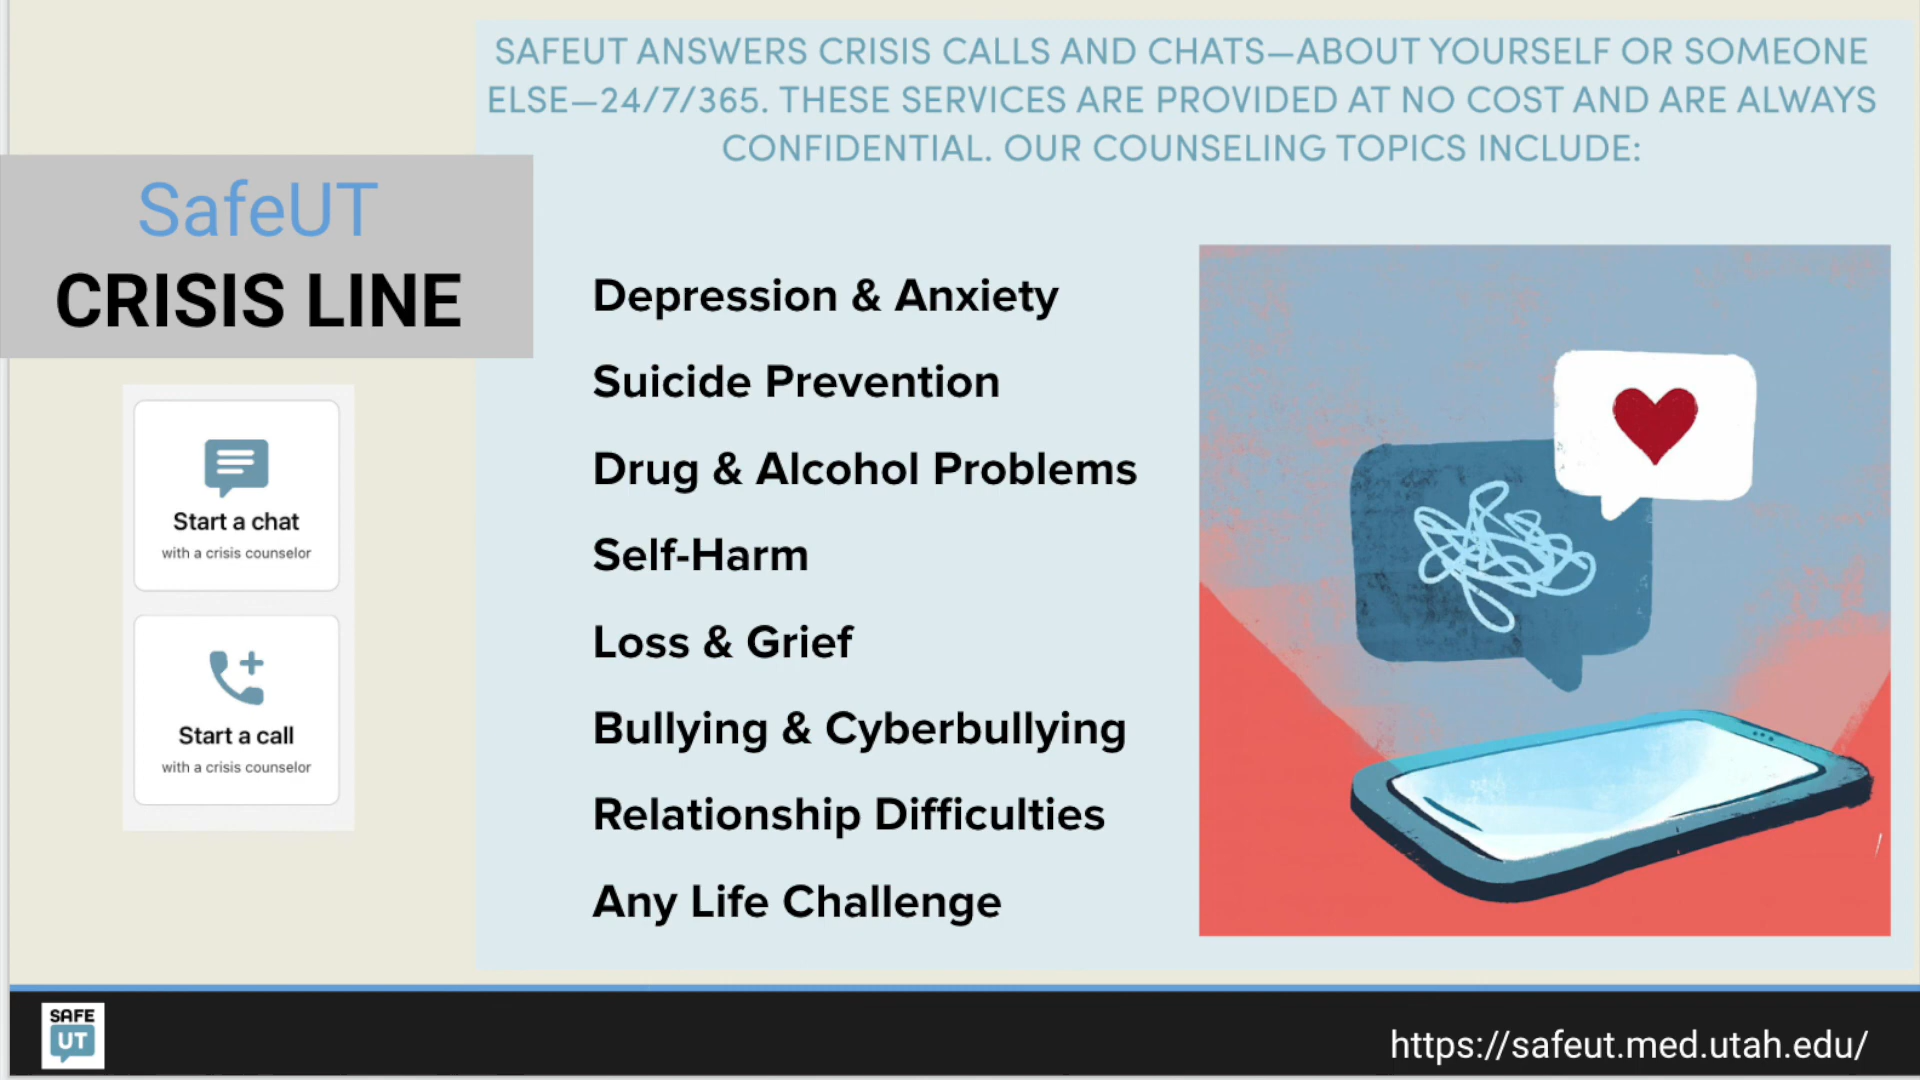 SAFEUT ANSWERS CRISIS CALLS AND CHATS—ABOUT YOURSELF OR SOMEONE
ELSE—24/7/365. THESE SERVICES ARE PROVIDED AT NO COST AND ARE ALWAYS
CONFIDENTIAL. OUR COUNSELING TOPICS INCLUDE:
SafeUT
CRISIS LINE
Start a chat
with a crisis counselor
Start a call
with a crisis counselor
Depression & Anxiety
Suicide Prevention
Drug & Alcohol Problems
Self-Harm
Loss & Grief
Bullying & Cyberbullying
Relationship Difficulties
Any Life Challenge
SAFE
UT
https://safeut.med.utah.edu/